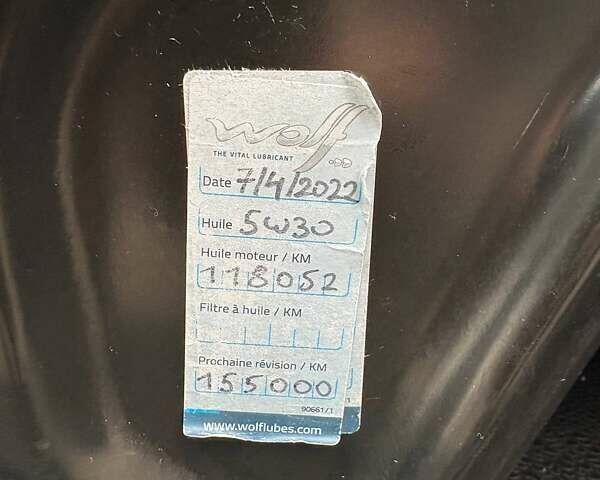 wolf
THE VITAL LUBRICANT
Date 7/4/2022
Huile 5W30
Huile moteur / KM
118052
Filtre à huile / KM
Prochaine révision / KM
155000
90661/1
www.wolflubes.com